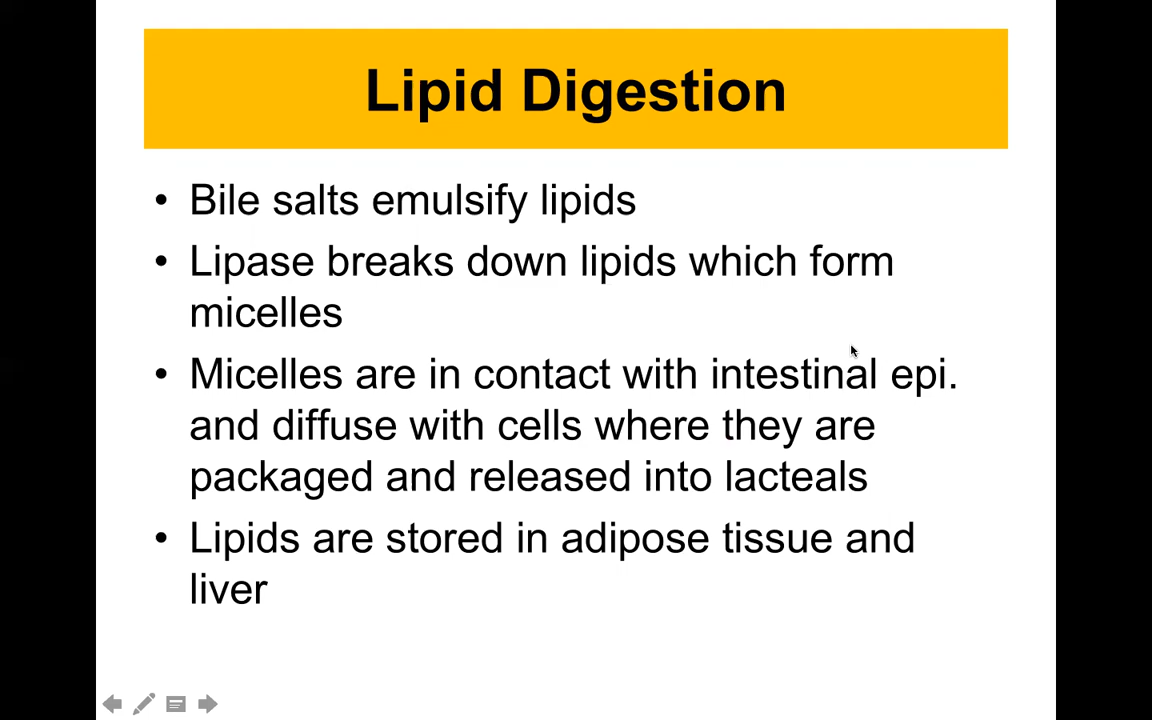 Lipid Digestion
• Bile salts emulsify lipids
• Lipase breaks down lipids which form
micelles
• Micelles are in contact with intestinal epi.
and diffuse with cells where they are
packaged and released into lacteals
• Lipids are stored in adipose tissue and
liver